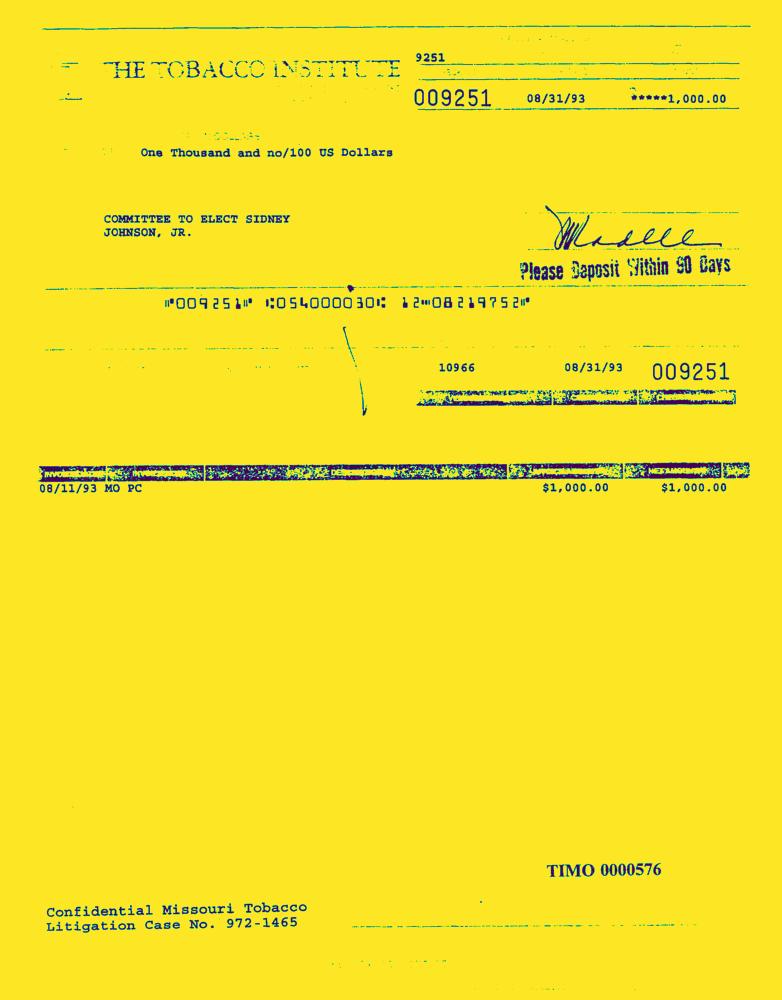 9251
THE TOBACCO INSTITUTE
009251 08/31/93 *****1,000.00
One Thousand and no/100 US Dollars
COMMITTEE TO ELECT SIDNEY
JOHNSON, JR.
Please Deposit Within 90 Days
⑈009251⑈ ⑆054000030⑆ 12⑈08219752⑈
10966 08/31/93 009251
08/11/93 MO PC $1,000.00 $1,000.00
TIMO 0000576
Confidential Missouri Tobacco
Litigation Case No. 972-1465